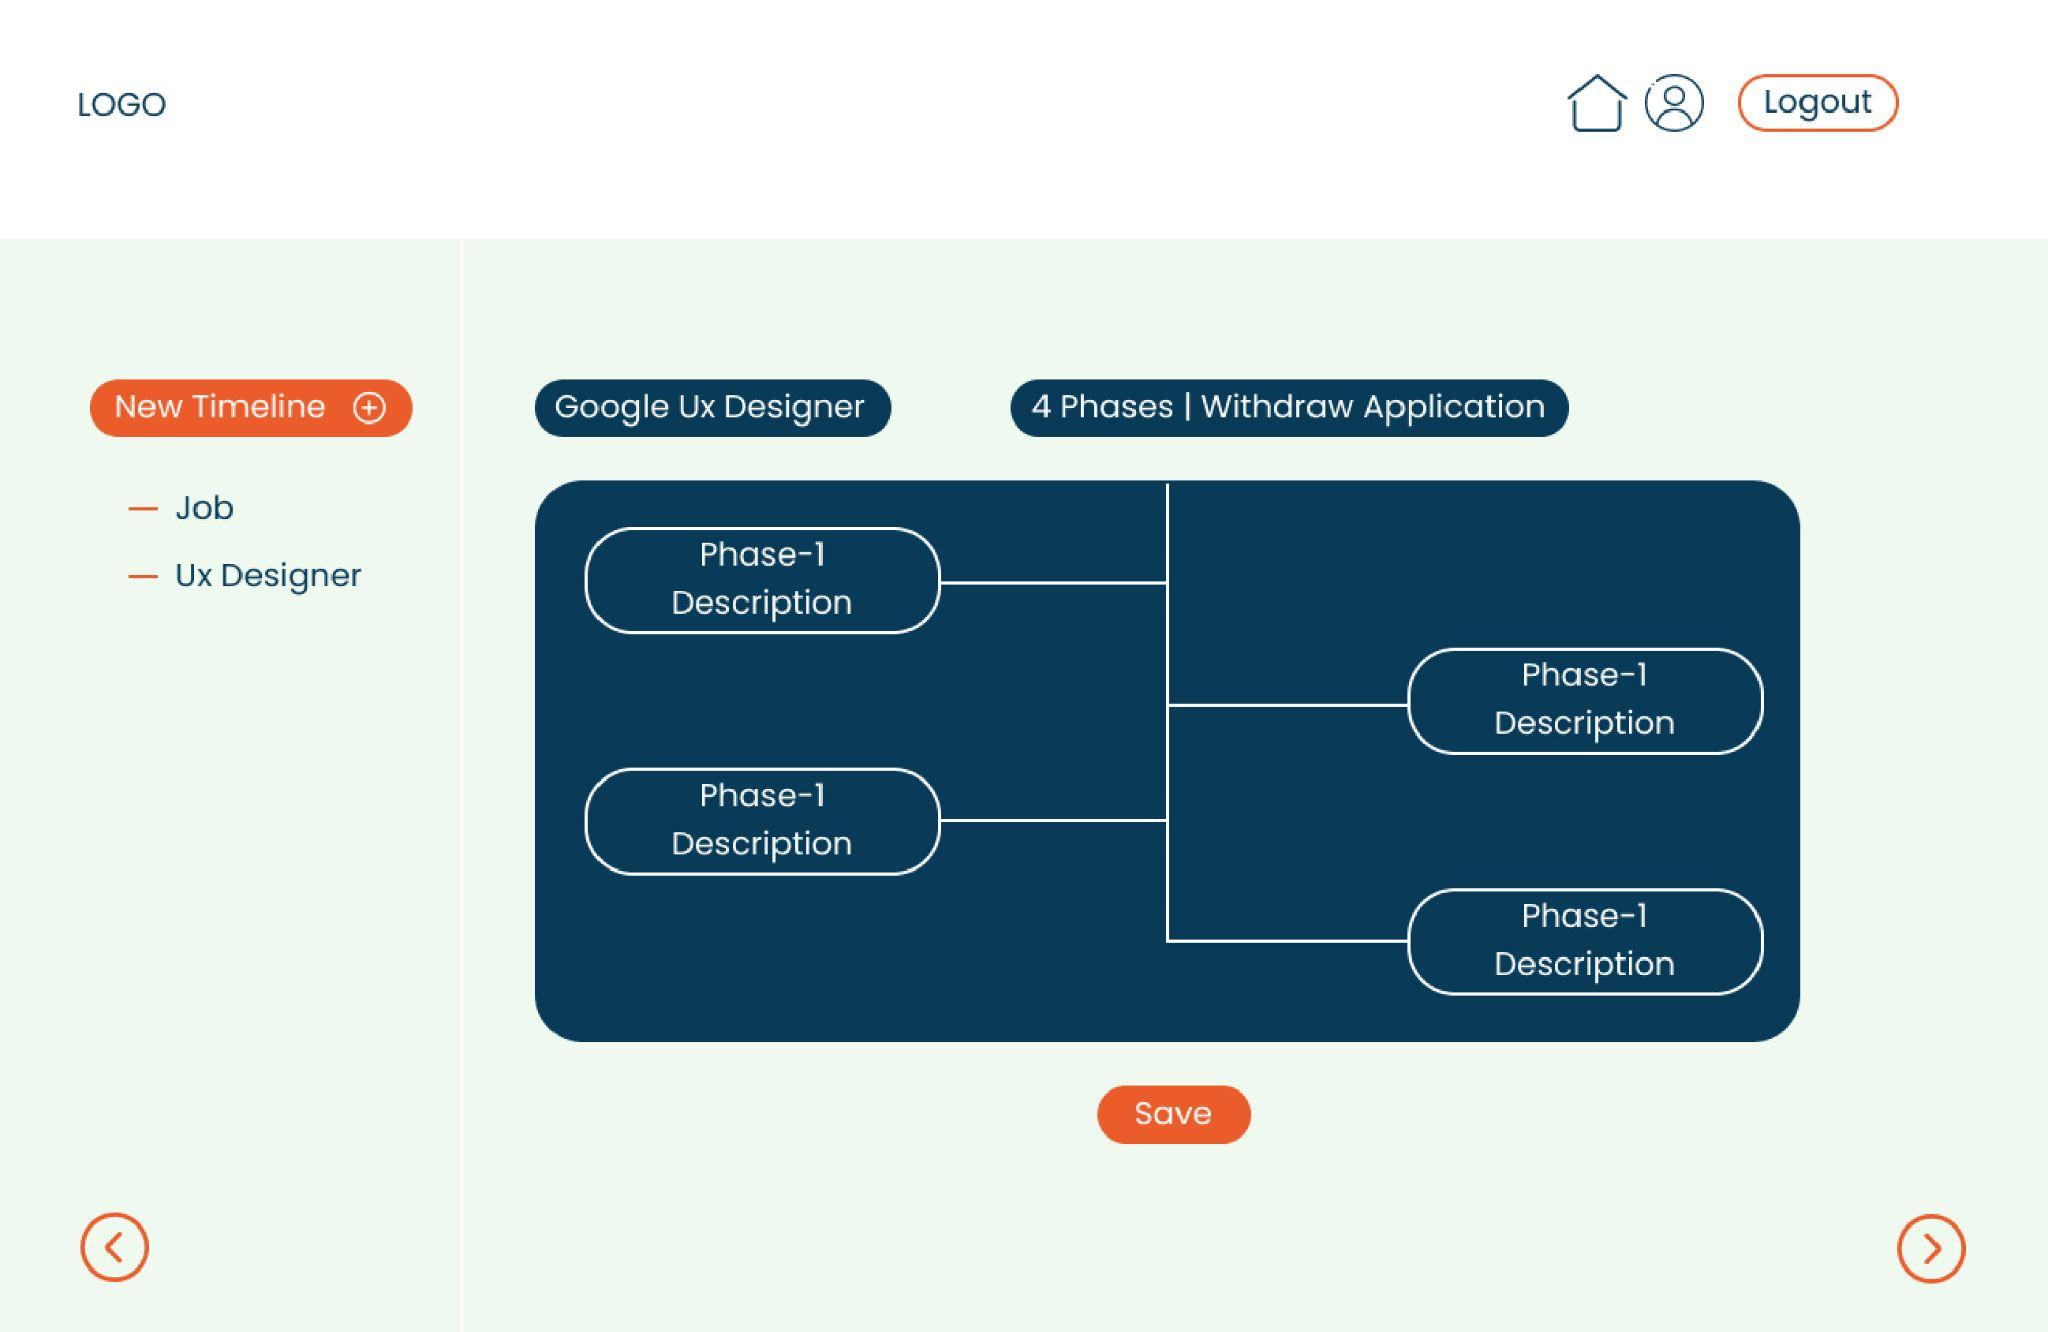 LOGO
Logout
New Timeline
Job
Ux Designer
Google Ux Designer
4 Phases | Withdraw Application
Phase-1
Description
Phase-1
Description
Phase-1
Description
Phase-1
Description
Save